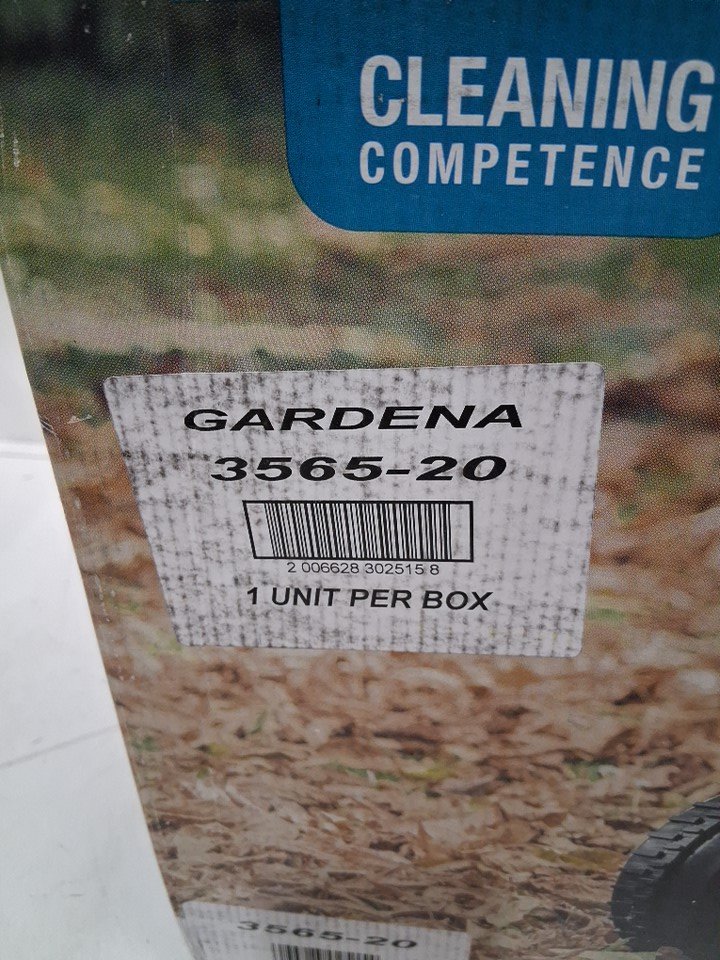 CLEANING
COMPETENCE
GARDENA
3565-20
2 006628 302515 8
1 UNIT PER BOX
3565-20